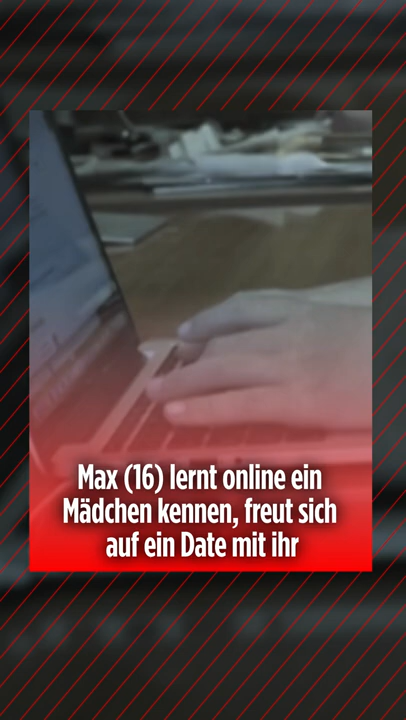 Max (16) lernt online ein
Mädchen kennen, freut sich
auf ein Date mit ihr